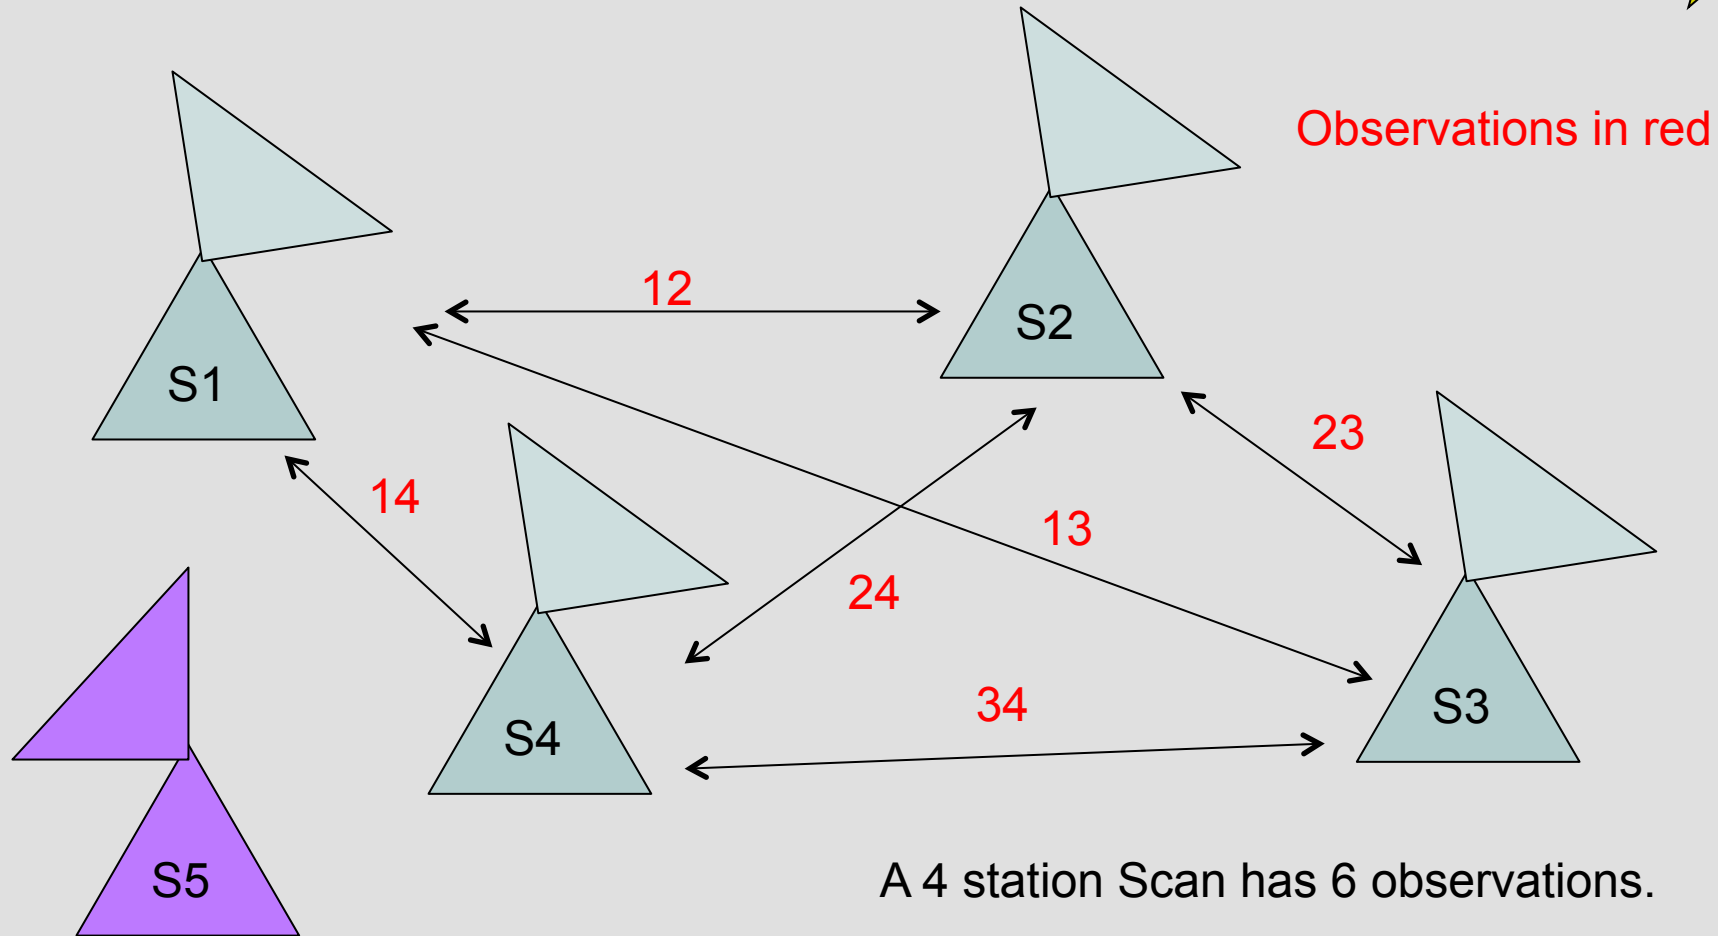 Observations in red
12
S2
S1
23
14
13
24
34
S3
S4
S5
A 4 station Scan has 6 observations.